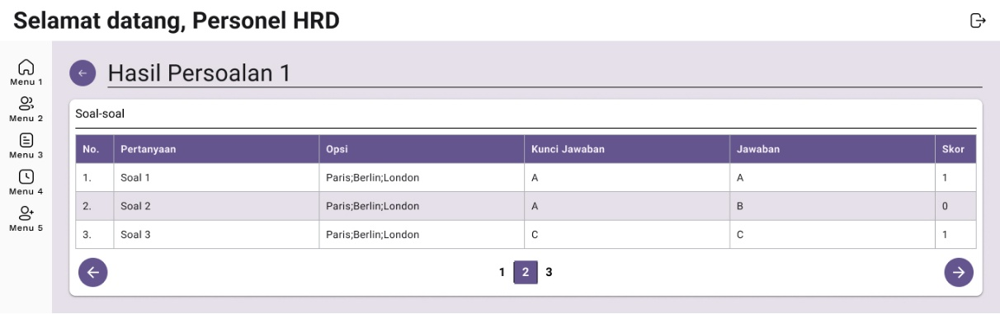 Selamat datang, Personel HRD
Menu 1
Menu 2
Menu 3
Menu 4
Menu 5
Hasil Persoalan 1
Soal-soal
No. Pertanyaan Opsi Kunci Jawaban Jawaban Skor
1. Soal 1 Paris;Berlin;London A A 1
2. Soal 2 Paris;Berlin;London A B 0
3. Soal 3 Paris;Berlin;London C C 1
1 2 3